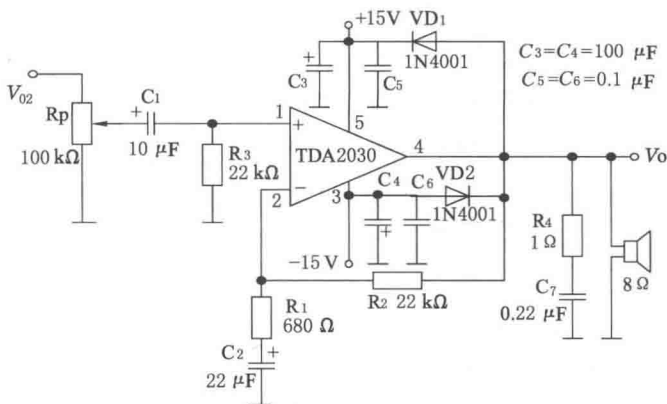 +15V VD1
1N4001
C3=C4=100 μF
C5=C6=0.1 μF
C3
C5
+
V02
Rp
100 kΩ
+ C1
10 μF
R3
22 kΩ
1
+
5
TDA2030
4
−
2
3
Vo
C4
C6
VD2
1N4001
+
−15 V
R2 22 kΩ
R1
680 Ω
C2 +
22 μF
R4
1 Ω
C7
0.22 μF
8 Ω